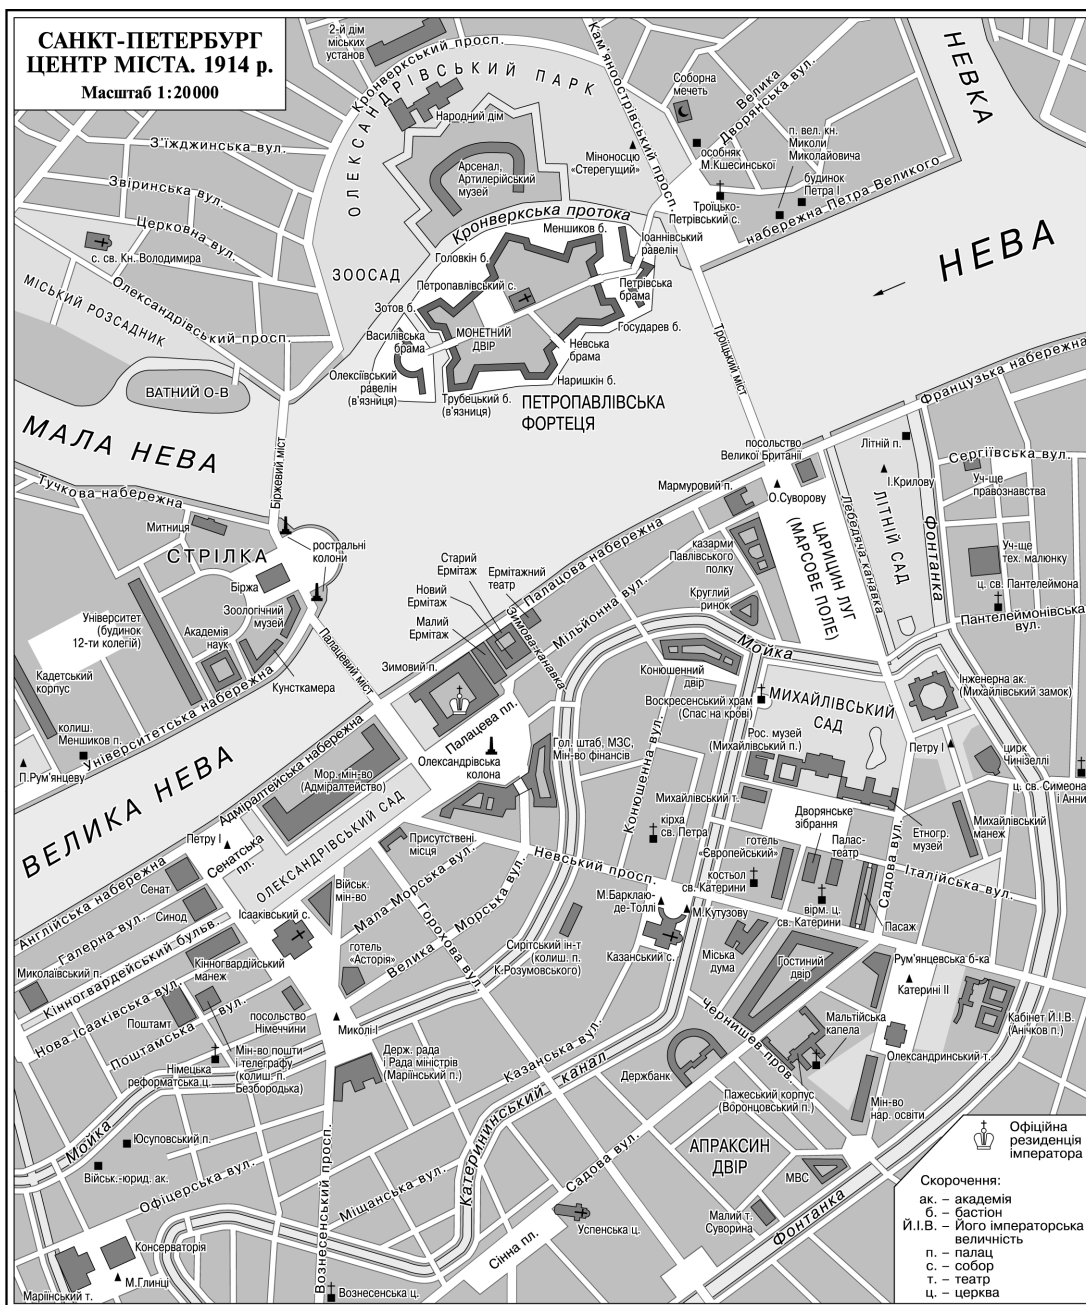 САНКТ-ПЕТЕРБУРГ
ЦЕНТР МІСТА. 1914 р.
Масштаб 1:20000
2-й дім
міських
установ
Кронверкський просп.
ОЛЕКСАНДРІВСЬКИЙ ПАРК
Народний дім
Кам'яноострівський просп.
Соборна
мечеть
Велика
Дворянська вул.
НЕВКА
З'їжджинська вул.
Арсенал,
Артилерійський
музей
Міноносцю
«Стерегущий»
особняк
М.Кшесинської
п. вел. кн.
Миколи
Миколайовича
будинок
Петра І
Звіринська вул.
Троїцько-
Петрівський с.
набережна Петра Великого
Церковна вул.
с. св. Кн. Володимира
Кронверкська протока
Меншиков б.
Іоаннівський
равелін
НЕВА
Головкін б.
ЗООСАД
Петропавлівський с.
Петрівська
брама
МІСЬКИЙ РОЗСАДНИК
Олександрівський просп.
Зотов б.
Василівська
брама
МОНЕТНИЙ
ДВІР
Государев б.
Невська
брама
Троїцький міст
Олексіївський
равелін
(в'язниця)
Наришкін б.
Трубецький б.
(в'язниця)
ПЕТРОПАВЛІВСЬКА
ФОРТЕЦЯ
ВАТНИЙ О-В
МАЛА НЕВА
Біржевий міст
Французька набережна
посольство
Великої Британії
Літній п.
Сергіївська вул.
Тучкова набережна
Митниця
СТРІЛКА
ростральні
колони
Мармуровий п.
О.Суворову
І.Крилову
Уч-ще
правознавства
ЛІТНІЙ САД
Лебедяча канавка
Фонтанка
ЦАРИЦИН ЛУГ
(МАРСОВЕ ПОЛЕ)
казарми
Павлівського
полку
Уч-ще
тех. малюнку
ц. св. Пантелеймона
Пантелеймонівська
вул.
Біржа
Зоологічний
музей
Старий
Ермітаж
Новий
Ермітаж
Малий
Ермітаж
Ермітажний
театр
Палацова набережна
Зимова-канавка
Мільйонна вул.
Круглий
ринок
Університет
(будинок
12-ти колегій)
Академія
наук
Кунсткамера
Палацевий міст
Зимовий п.
Мойка
Конюшенний
двір
Кадетський
корпус
колиш.
Меншиков п.
П.Рум'янцеву
Університетська набережна
ВЕЛИКА НЕВА
Воскресенський храм
(Спас на крові)
МИХАЙЛІВСЬКИЙ
САД
Інженерна ак.
(Михайлівський замок)
Палацева пл.
Олександрівська
колона
Гол. штаб, МЗС,
Мін-во фінансів
Рос. музей
(Михайлівський п.)
Петру І
цирк
Чинізеллі
ц. св. Симеона
і Анни
Адміралтейська набережна
Мор. мін-во
(Адміралтейство)
Конюшенна вул.
Михайлівський т.
Дворянське
зібрання
Етногр.
музей
Михайлівський
манеж
Петру І
Сенатська
пл.
ОЛЕКСАНДРІВСЬКИЙ САД
Присутствені
місця
кірха
св. Петра
готель
«Європейський»
Палас-
театр
Садова вул.
Італійська вул.
Невський просп.
Англійська набережна
Сенат
Синод
Галерна вул.
Військ.
мін-во
Мала Морська вул.
Велика Морська вул.
Горохова вул.
костьол
св. Катерини
вірм. ц.
св. Катерини
Пасаж
М.Барклаю-
де-Толлі
М.Кутузову
Ісаакіївський с.
готель
«Асторія»
Сирітський ін-т
(колиш. п.
К.Розумовського)
Казанський с.
Міська
дума
Гостиний
двір
Рум'янцевська б-ка
Катерині ІІ
Миколаївський п.
Кінногвардійський бульв.
Кінногвардійський
манеж
Нова Ісааківська вул.
Поштамт
Поштамська вул.
посольство
Німеччини
Миколі-І
Чернишев пров.
Мальтійська
капела
Кабінет Й.І.В.
(Анічков п.)
Мін-во пошти
і телеграфу
(колиш. п.
Безбородька)
Німецька
реформатська ц.
Держ. рада
і Рада міністрів
(Маріїнський п.)
Казанська вул.
Катерининський канал
Держбанк
Олександринський т.
Пажеський корпус
(Воронцовський п.)
Мін-во
нар. освіти
Мойка
Юсуповський п.
Військ.-юрид. ак.
Офіцерська вул.
Вознесенський просп.
Міщанська вул.
Садова вул.
АПРАКСИН
ДВІР
МВС
Малий т.
Суворина
Фонтанка
Успенська ц.
Сінна пл.
Консерваторія
М.Глинці
Маріїнський т.
Вознесенська ц.
Офіційна
резиденція
імператора
Скорочення:
ак. – академія
б. – бастіон
Й.І.В. – Його імператорська
величність
п. – палац
с. – собор
т. – театр
ц. – церква